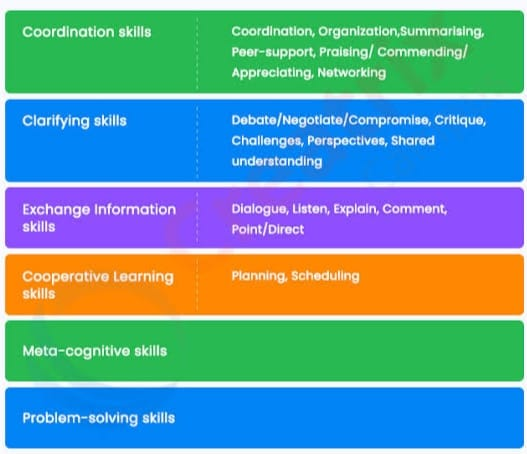 Coordination skills
Coordination, Organization,Summarising,
Peer-support, Praising/ Commending/
Appreciating, Networking
Clarifying skills
Debate/Negotiate/Compromise, Critique,
Challenges, Perspectives, Shared
understanding
Exchange Information
skills
Dialogue, Listen, Explain, Comment,
Point/Direct
Cooperative Learning
skills
Planning, Scheduling
Meta-cognitive skills
Problem-solving skills